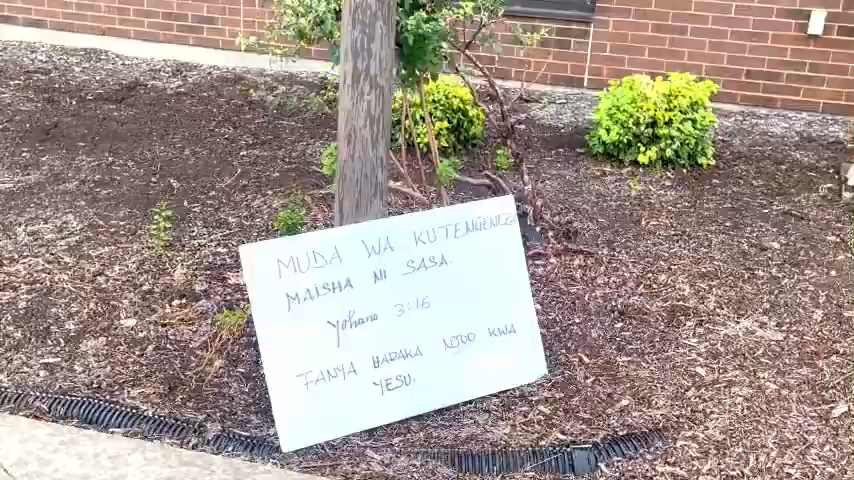 MUDA WA KUTENGENEZA
MAISHA NI SASA.
Yohana 3:16
FANYA HARAKA NJOO KWA
YESU.